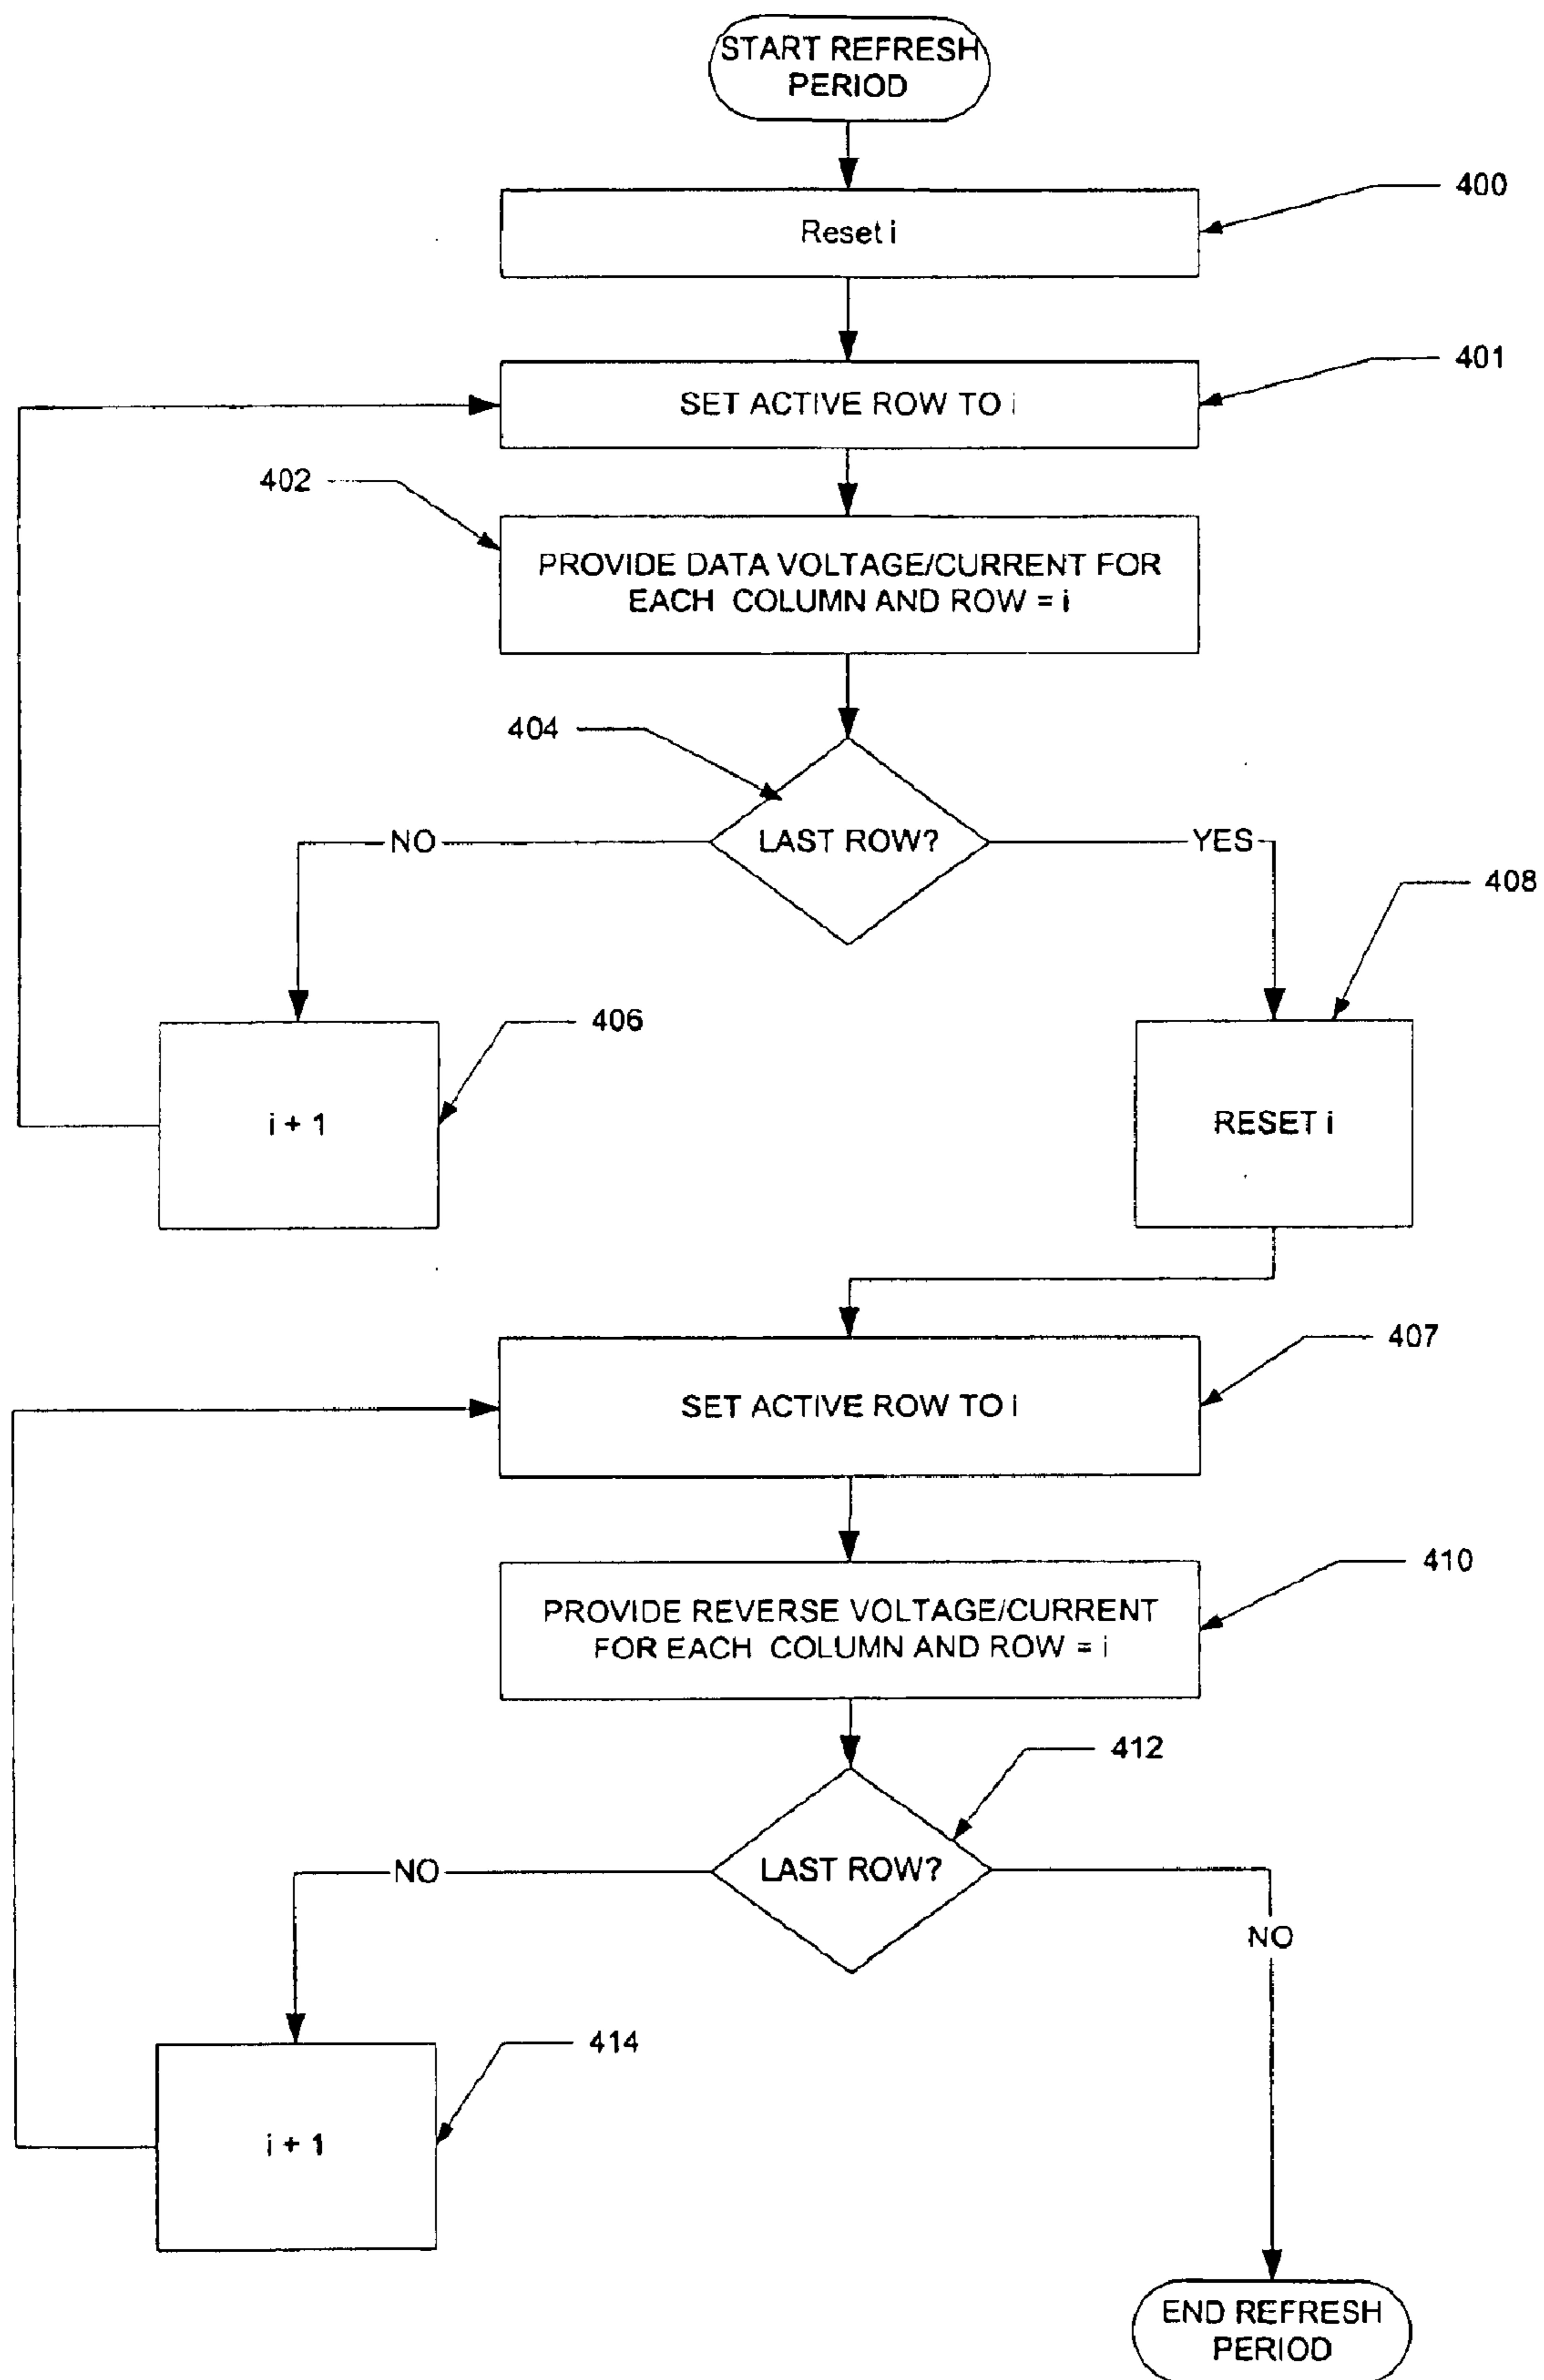 START REFRESH
PERIOD
400
Reset i
401
SET ACTIVE ROW TO i
402
PROVIDE DATA VOLTAGE/CURRENT FOR
EACH COLUMN AND ROW = i
404
LAST ROW?
NO
YES
408
406
i + 1
RESET i
407
SET ACTIVE ROW TO i
410
PROVIDE REVERSE VOLTAGE/CURRENT
FOR EACH COLUMN AND ROW = i
412
LAST ROW?
NO
NO
414
i + 1
END REFRESH
PERIOD